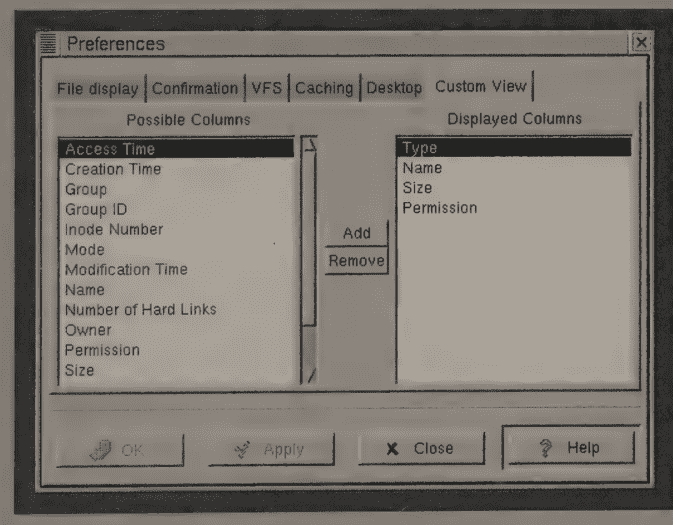 Preferences
File display Confirmation VFS Caching Desktop Custom View
Possible Columns
Access Time
Creation Time
Group
Group ID
Inode Number
Mode
Modification Time
Name
Number of Hard Links
Owner
Permission
Size
Add
Remove
Displayed Columns
Type
Name
Size
Permission
OK Apply Close Help